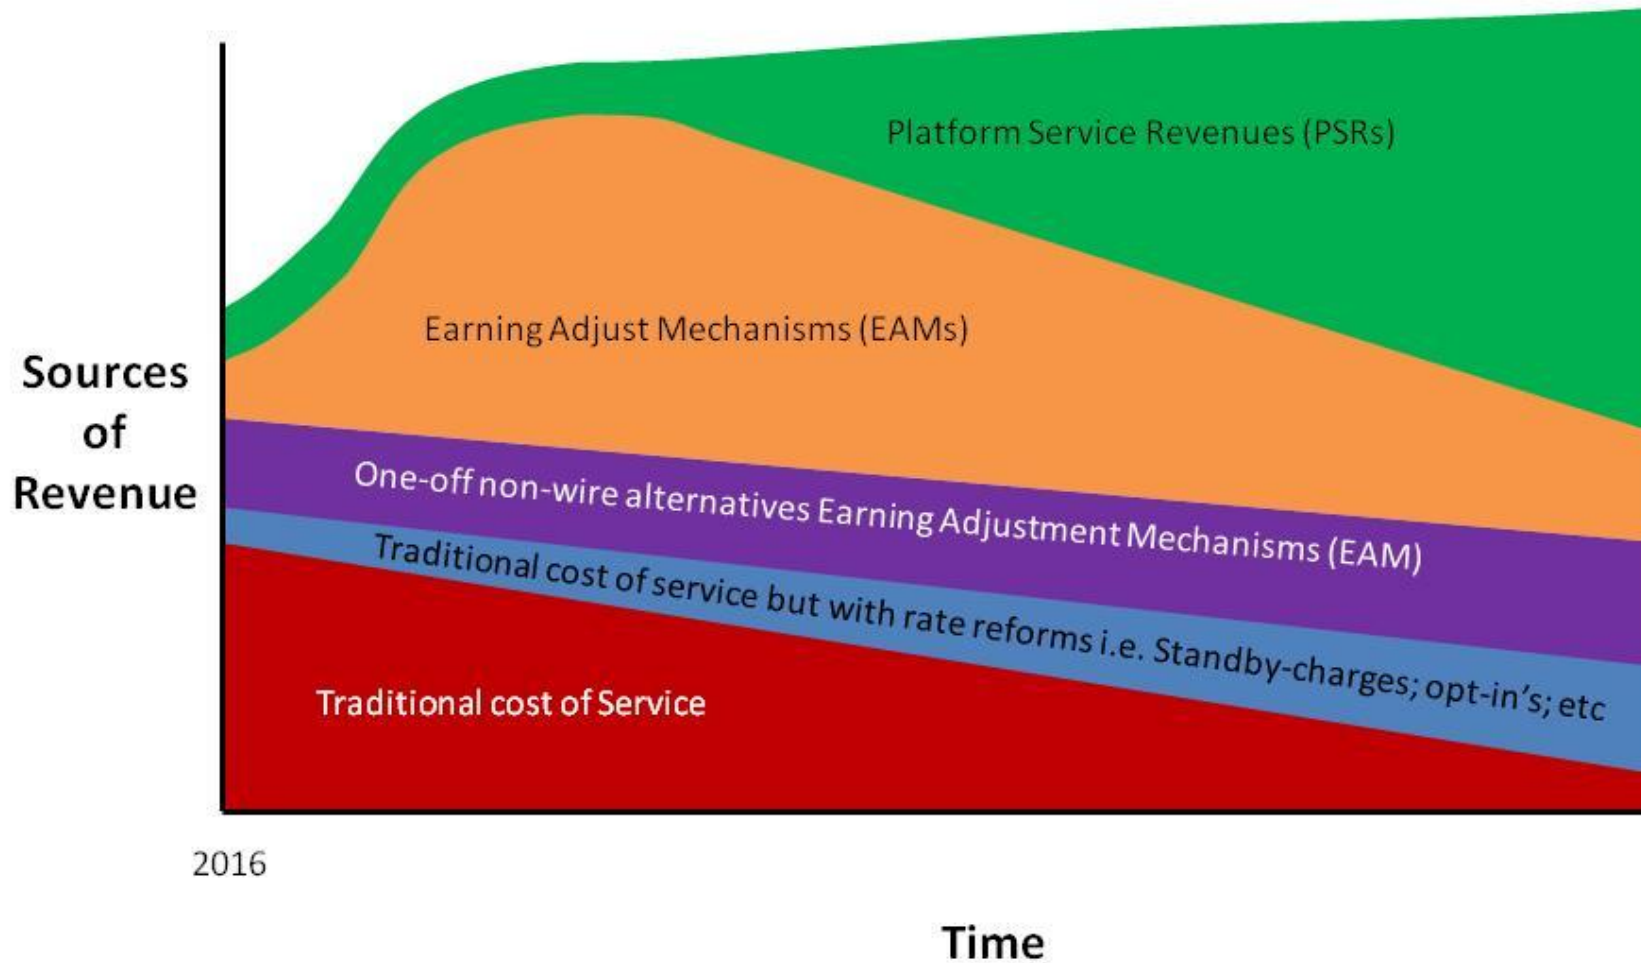 Platform Service Revenues (PSRs)
Earning Adjust Mechanisms (EAMs)
Sources
of
Revenue
One-off non-wire alternatives Earning Adjustment Mechanisms (EAM)
Traditional cost of service but with rate reforms i.e. Standby-charges; opt-in's; etc
Traditional cost of Service
2016
Time